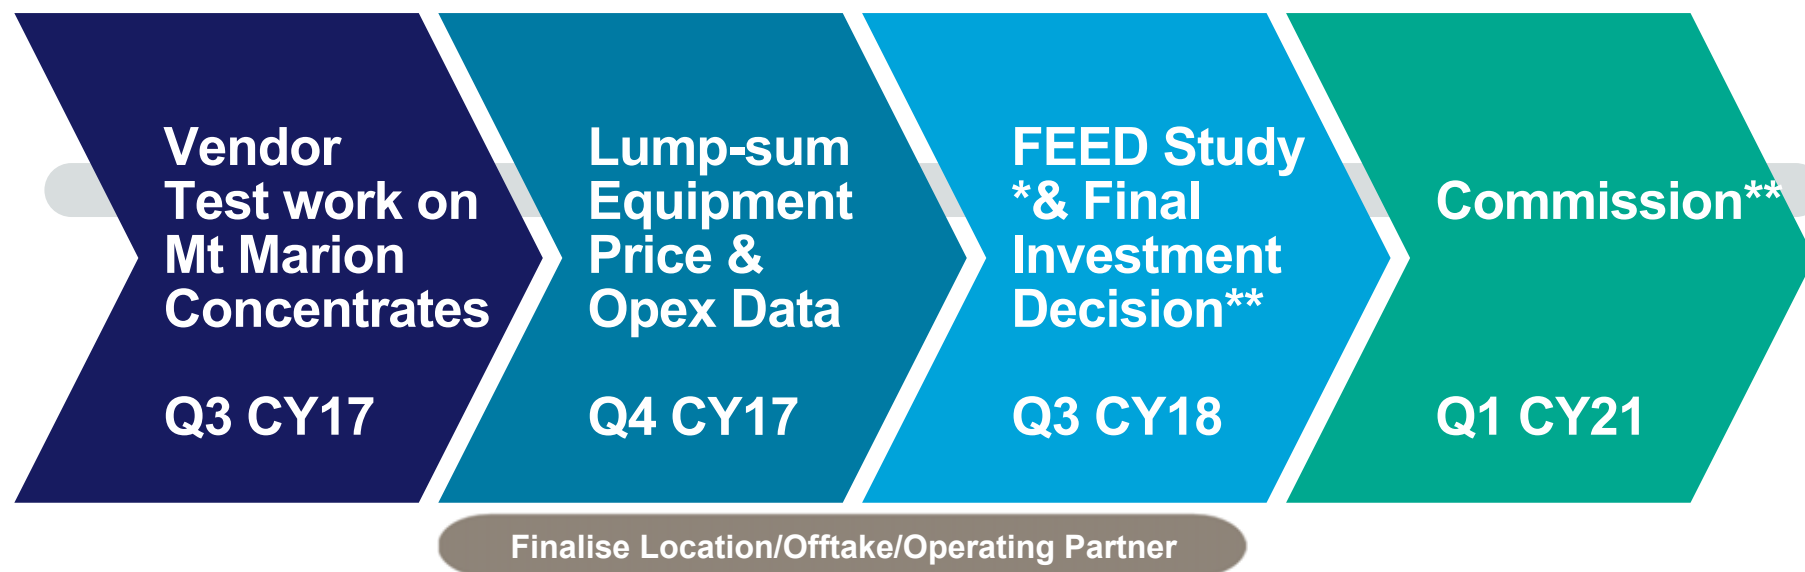 Vendor
Test work on
Mt Marion
Concentrates
Q3 CY17
Lump-sum
Equipment
Price &
Opex Data
Q4 CY17
FEED Study
*& Final
Investment
Decision**
Q3 CY18
Commission**
Q1 CY21
Finalise Location/Offtake/Operating Partner